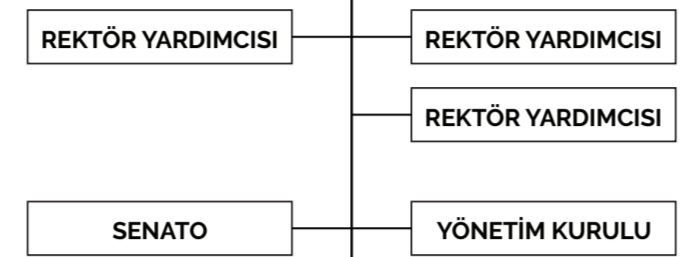 REKTÖR YARDIMCISI
REKTÖR YARDIMCISI
REKTÖR YARDIMCISI
SENATO
YÖNETİM KURULU